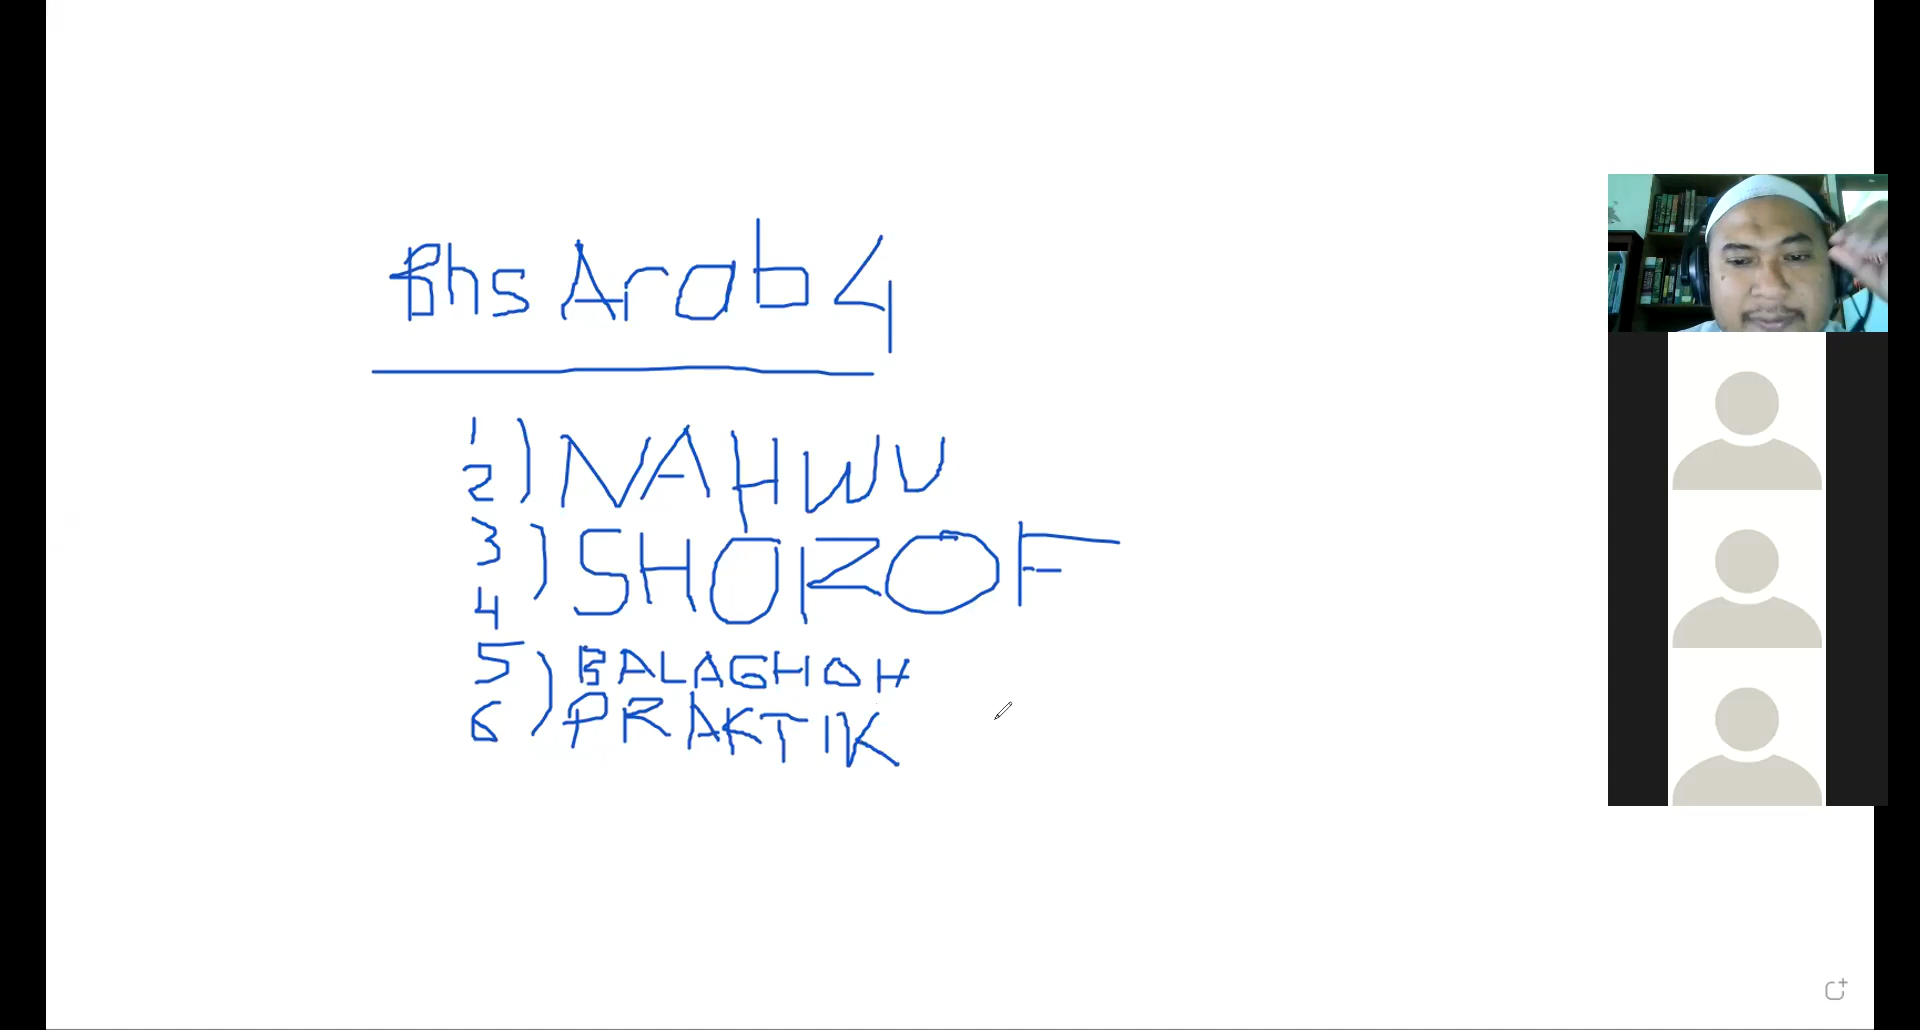 Bhs Arab 4
1
2 ) NAHWU
3 ) SHOROF
4
5 ) BALAGHOH
6 PRAKTIK